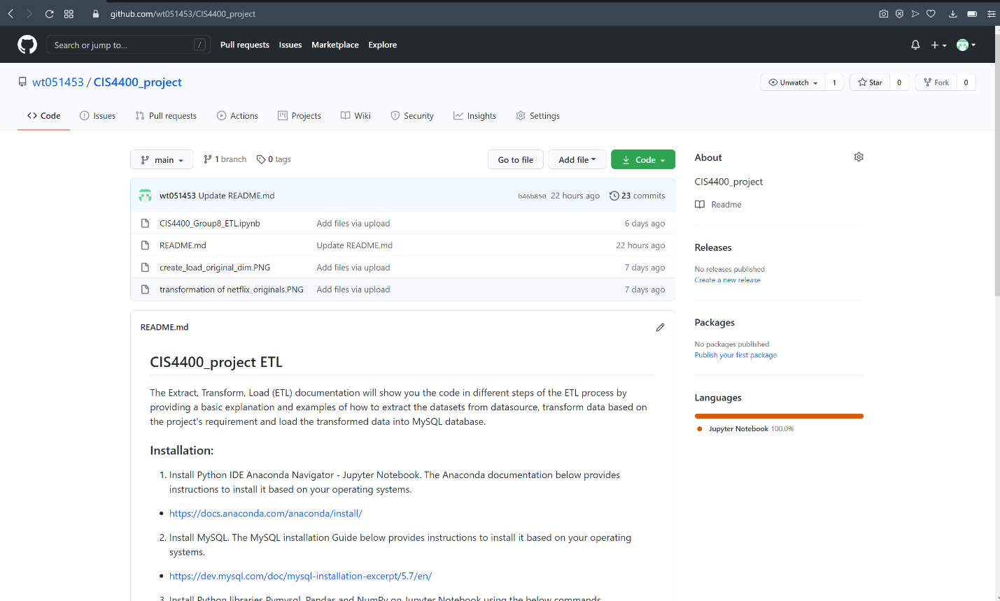 github.com/wt051453/CIS4400_project
Search or jump to... /
Pull requests Issues Marketplace Explore
wt051453 / CIS4400_project
Unwatch 1 Star 0 Fork 0
Code Issues Pull requests Actions Projects Wiki Security Insights Settings
main 1 branch 0 tags Go to file Add file Code
wt051453 Update README.md b46b850 22 hours ago 23 commits
CIS4400_Group8_ETL.ipynb Add files via upload 6 days ago
README.md Update README.md 22 hours ago
create_load_original_dim.PNG Add files via upload 7 days ago
transformation of netflix_originals.PNG Add files via upload 7 days ago
README.md
CIS4400_project ETL
The Extract, Transform, Load (ETL) documentation will show you the code in different steps of the ETL process by
providing a basic explanation and examples of how to extract the datasets from datasource, transform data based on
the project's requirement and load the transformed data into MySQL database.
Installation:
1. Install Python IDE Anaconda Navigator - Jupyter Notebook. The Anaconda documentation below provides
instructions to install it based on your operating systems.
https://docs.anaconda.com/anaconda/install/
2. Install MySQL. The MySQL installation Guide below provides instructions to install it based on your operating
systems.
https://dev.mysql.com/doc/mysql-installation-excerpt/5.7/en/
3. Install Python libraries Pymysql, Pandas and NumPy on Jupyter Notebook using the below commands
About
CIS4400_project
Readme
Releases
No releases published
Create a new release
Packages
No packages published
Publish your first package
Languages
Jupyter Notebook 100.0%